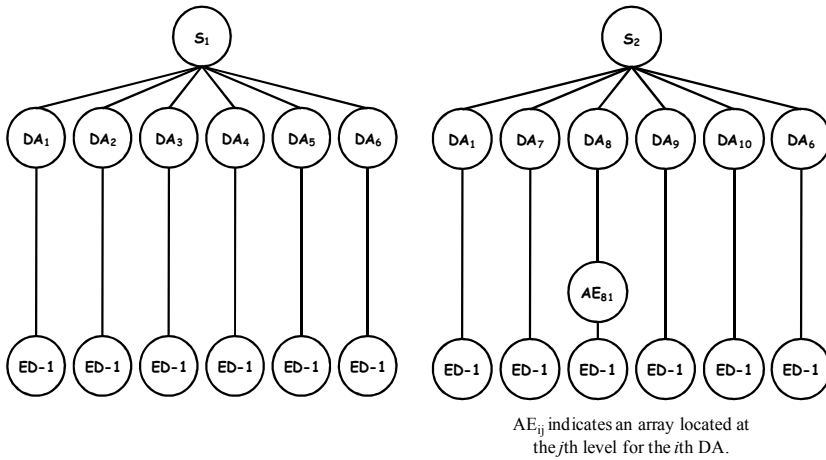 S₁ S₂
DA₁ DA₂ DA₃ DA₄ DA₅ DA₆ DA₁ DA₇ DA₈ DA₉ DA₁₀ DA₆
AE₈₁
ED-1 ED-1 ED-1 ED-1 ED-1 ED-1 ED-1 ED-1 ED-1 ED-1 ED-1 ED-1
AEᵢⱼ indicates an array located at
the jth level for the ith DA.